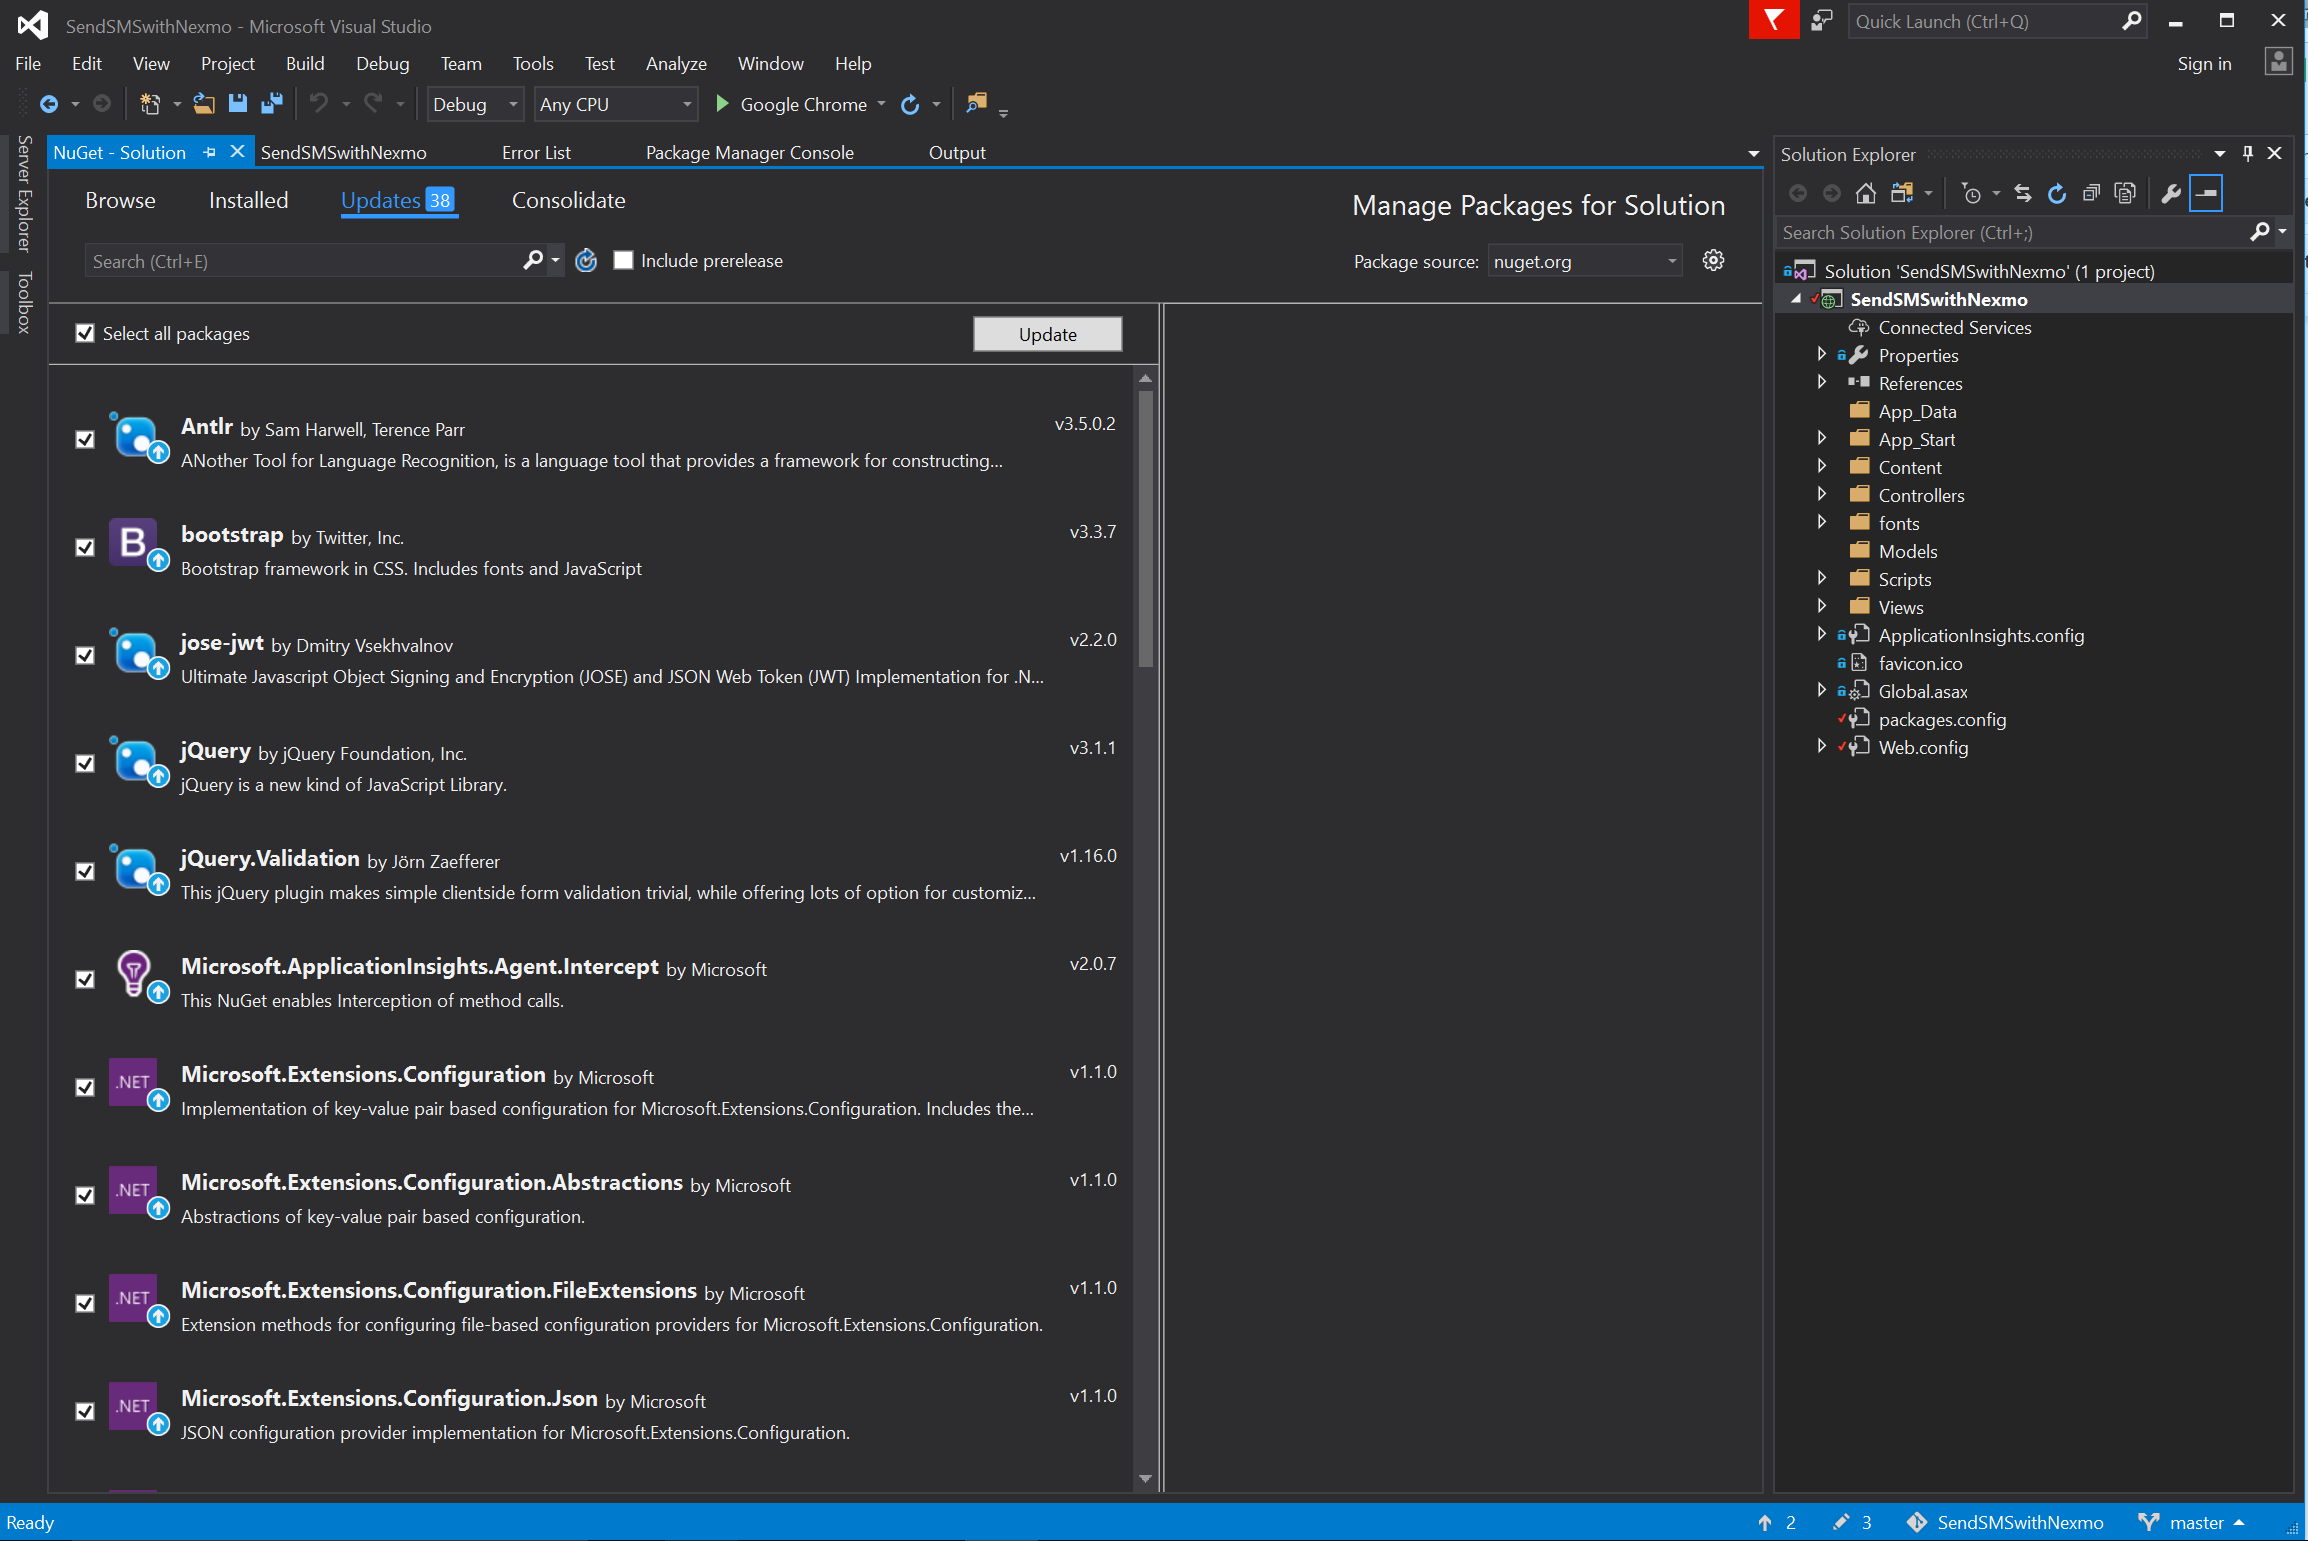 SendSMSwithNexmo - Microsoft Visual Studio
Quick Launch (Ctrl+Q)
File Edit View Project Build Debug Team Tools Test Analyze Window Help
Sign in
Debug Any CPU Google Chrome
Server Explorer
Toolbox
NuGet - Solution SendSMSwithNexmo Error List Package Manager Console Output
Browse Installed Updates 38 Consolidate
Manage Packages for Solution
Search (Ctrl+E)
Include prerelease
Package source: nuget.org
Select all packages
Update
Antlr by Sam Harwell, Terence Parr
v3.5.0.2
ANother Tool for Language Recognition, is a language tool that provides a framework for constructing...
B
bootstrap by Twitter, Inc.
v3.3.7
Bootstrap framework in CSS. Includes fonts and JavaScript
jose-jwt by Dmitry Vsekhvalnov
v2.2.0
Ultimate Javascript Object Signing and Encryption (JOSE) and JSON Web Token (JWT) Implementation for .N...
jQuery by jQuery Foundation, Inc.
v3.1.1
jQuery is a new kind of JavaScript Library.
jQuery.Validation by Jörn Zaefferer
v1.16.0
This jQuery plugin makes simple clientside form validation trivial, while offering lots of option for customiz...
Microsoft.ApplicationInsights.Agent.Intercept by Microsoft
v2.0.7
This NuGet enables Interception of method calls.
.NET
Microsoft.Extensions.Configuration by Microsoft
v1.1.0
Implementation of key-value pair based configuration for Microsoft.Extensions.Configuration. Includes the...
.NET
Microsoft.Extensions.Configuration.Abstractions by Microsoft
v1.1.0
Abstractions of key-value pair based configuration.
.NET
Microsoft.Extensions.Configuration.FileExtensions by Microsoft
v1.1.0
Extension methods for configuring file-based configuration providers for Microsoft.Extensions.Configuration.
.NET
Microsoft.Extensions.Configuration.Json by Microsoft
v1.1.0
JSON configuration provider implementation for Microsoft.Extensions.Configuration.
Solution Explorer
Search Solution Explorer (Ctrl+;)
Solution 'SendSMSwithNexmo' (1 project)
SendSMSwithNexmo
Connected Services
Properties
References
App_Data
App_Start
Content
Controllers
fonts
Models
Scripts
Views
ApplicationInsights.config
favicon.ico
Global.asax
packages.config
Web.config
Ready
2 3 SendSMSwithNexmo master